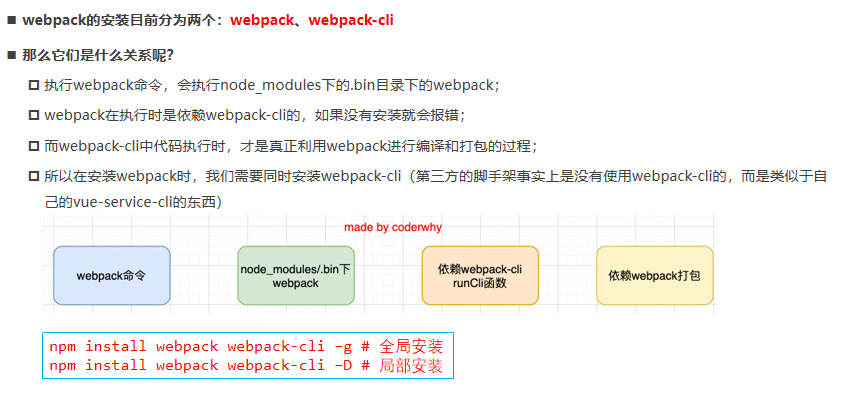 webpack的安装目前分为两个：webpack、webpack-cli
那么它们是什么关系呢?
执行webpack命令，会执行node_modules下的.bin目录下的webpack；
webpack在执行时是依赖webpack-cli的，如果没有安装就会报错；
而webpack-cli中代码执行时，才是真正利用webpack进行编译和打包的过程；
所以在安装webpack时，我们需要同时安装webpack-cli（第三方的脚手架事实上是没有使用webpack-cli的，而是类似于自
己的vue-service-cli的东西）
made by coderwhy
webpack命令
node_modules/.bin下
webpack
依赖webpack-cli
runCli函数
依赖webpack打包
npm install webpack webpack-cli –g # 全局安装
npm install webpack webpack-cli –D # 局部安装